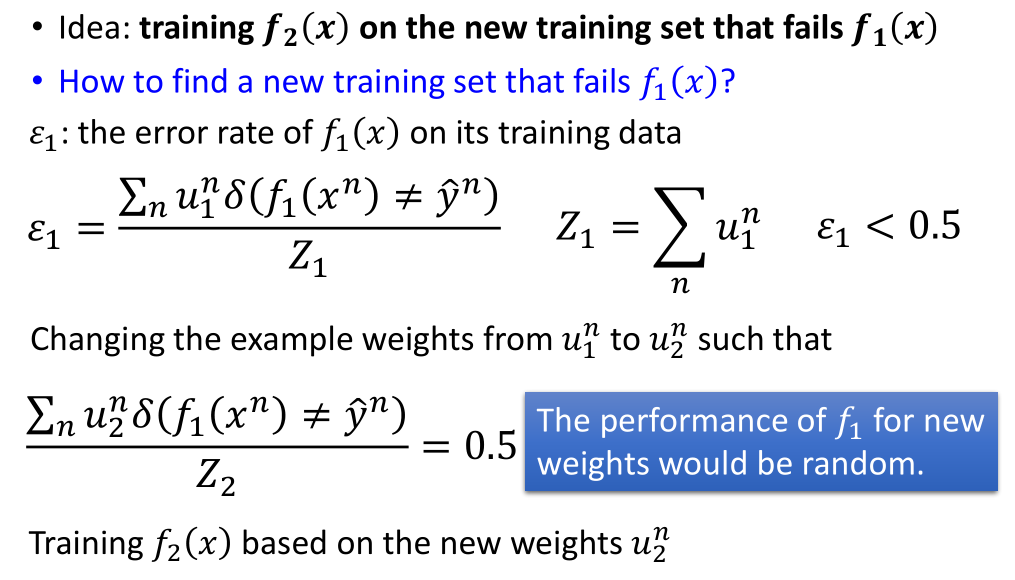 • Idea: training $f_2(x)$ on the new training set that fails $f_1(x)$
• How to find a new training set that fails $f_1(x)$?
$\varepsilon_1$: the error rate of $f_1(x)$ on its training data
$\varepsilon_1 = \frac{\sum_n u_1^n \delta(f_1(x^n) \neq \hat{y}^n)}{Z_1}$ $Z_1 = \sum_n u_1^n$ $\varepsilon_1 < 0.5$
Changing the example weights from $u_1^n$ to $u_2^n$ such that
$\frac{\sum_n u_2^n \delta(f_1(x^n) \neq \hat{y}^n)}{Z_2} = 0.5$
The performance of $f_1$ for new
weights would be random.
Training $f_2(x)$ based on the new weights $u_2^n$